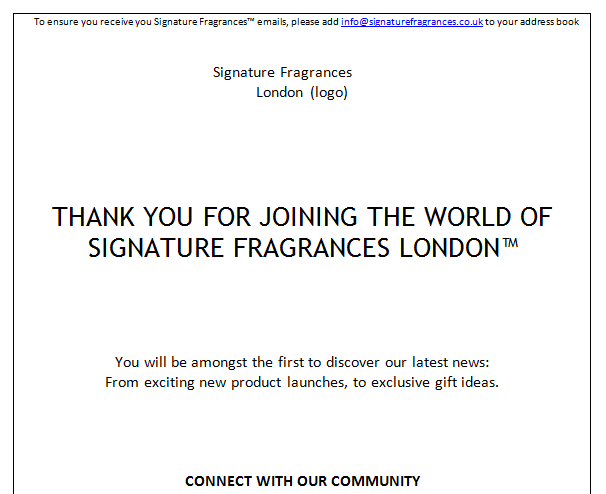 To ensure you receive you Signature Fragrances™ emails, please add info@signaturefragrances.co.uk to your address book
Signature Fragrances
London (logo)
THANK YOU FOR JOINING THE WORLD OF
SIGNATURE FRAGRANCES LONDON™
You will be amongst the first to discover our latest news:
From exciting new product launches, to exclusive gift ideas.
CONNECT WITH OUR COMMUNITY